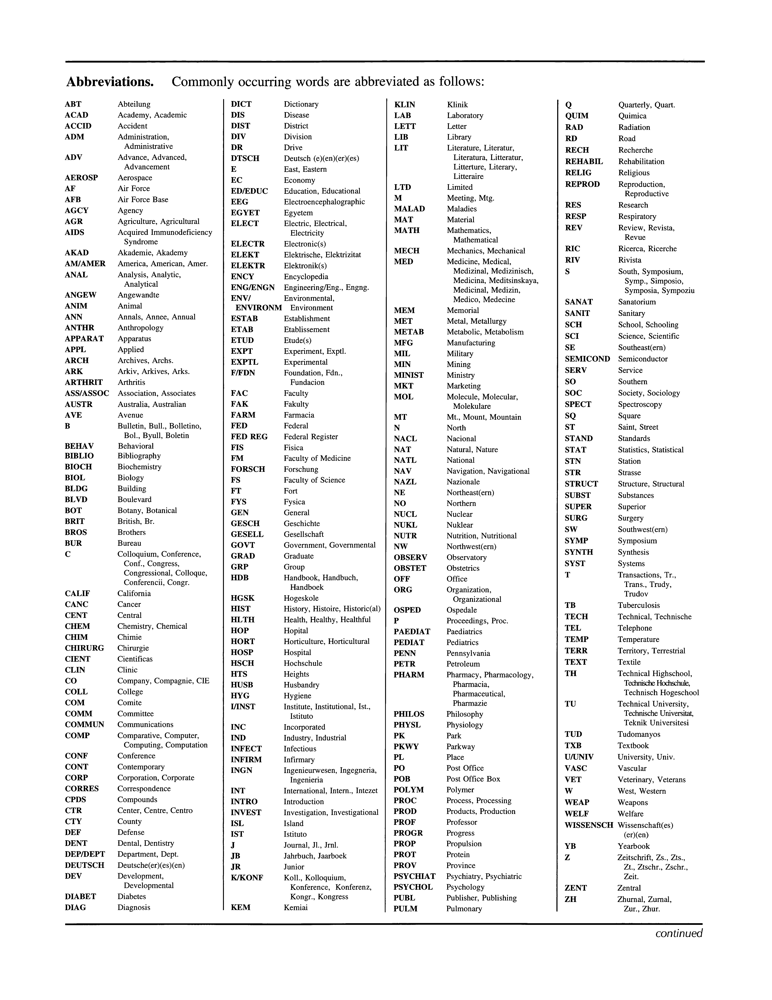 Abbreviations. Commonly occurring words are abbreviated as follows:
ABT Abteilung
ACAD Academy, Academic
ACCID Accident
ADM Administration,
Administrative
ADV Advance, Advanced,
Advancement
AEROSP Aerospace
AF Air Force
AFB Air Force Base
AGCY Agency
AGR Agriculture, Agricultural
AIDS Acquired Immunodeficiency
Syndrome
AKAD Akademie, Akademy
AM/AMER America, American, Amer.
ANAL Analysis, Analytic,
Analytical
ANGEW Angewandte
ANIM Animal
ANN Annals, Annee, Annual
ANTHR Anthropology
APPARAT Apparatus
APPL Applied
ARCH Archives, Archs.
ARK Arkiv, Arkives, Arks.
ARTHRIT Arthritis
ASS/ASSOC Association, Associates
AUSTR Australia, Australian
AVE Avenue
B Bulletin, Bull., Bolletino,
Bol., Byull, Boletin
BEHAV Behavioral
BIBLIO Bibliography
BIOCH Biochemistry
BIOL Biology
BLDG Building
BLVD Boulevard
BOT Botany, Botanical
BRIT British, Br.
BROS Brothers
BUR Bureau
C Colloquium, Conference,
Conf., Congress,
Congressional, Colloque,
Conferencii, Congr.
CALIF California
CANC Cancer
CENT Central
CHEM Chemistry, Chemical
CHIM Chimie
CHIRURG Chirurgie
CIENT Cientificas
CLIN Clinic
CO Company, Compagnie, CIE
COLL College
COM Comite
COMM Committee
COMMUN Communications
COMP Comparative, Computer,
Computing, Computation
CONF Conference
CONT Contemporary
CORP Corporation, Corporate
CORRES Correspondence
CPDS Compounds
CTR Center, Centre, Centro
CTY County
DEF Defense
DENT Dental, Dentistry
DEP/DEPT Department, Dept.
DEUTSCH Deutsche(er)(es)(en)
DEV Development,
Developmental
DIABET Diabetes
DIAG Diagnosis
DICT Dictionary
DIS Disease
DIST District
DIV Division
DR Drive
DTSCH Deutsch (e)(en)(er)(es)
E East, Eastern
EC Economy
ED/EDUC Education, Educational
EEG Electroencephalographic
EGYET Egyetem
ELECT Electric, Electrical,
Electricity
ELECTR Electronic(s)
ELEKT Elektrische, Elektrizitat
ELEKTR Elektronik(s)
ENCY Encyclopedia
ENG/ENGN Engineering/Eng., Engng.
ENV/ Environmental,
ENVIRONM Environment
ESTAB Establishment
ETAB Etablissement
ETUD Etude(s)
EXPT Experiment, Exptl.
EXPTL Experimental
F/FDN Foundation, Fdn.,
Fundacion
FAC Faculty
FAK Fakulty
FARM Farmacia
FED Federal
FED REG Federal Register
FIS Fisica
FM Faculty of Medicine
FORSCH Forschung
FS Faculty of Science
FT Fort
FYS Fysica
GEN General
GESCH Geschichte
GESELL Gesellschaft
GOVT Government, Governmental
GRAD Graduate
GRP Group
HDB Handbook, Handbuch,
Handboek
HGSK Hogeskole
HIST History, Histoire, Historic(al)
HLTH Health, Healthy, Healthful
HOP Hopital
HORT Horticulture, Horticultural
HOSP Hospital
HSCH Hochschule
HTS Heights
HUSB Husbandry
HYG Hygiene
I/INST Institute, Institutional, Ist.,
Istituto
INC Incorporated
IND Industry, Industrial
INFECT Infectious
INFIRM Infirmary
INGN Ingenieurwesen, Ingegneria,
Ingenieria
INT International, Intern., Intezet
INTRO Introduction
INVEST Investigation, Investigational
ISL Island
IST Istituto
J Journal, Jl., Jrnl.
JB Jahrbuch, Jaarboek
JR Junior
K/KONF Koll., Kolloquium,
Konference, Konferenz,
Kongr., Kongress
KEM Kemiai
KLIN Klinik
LAB Laboratory
LETT Letter
LIB Library
LIT Literature, Literatur,
Literatura, Litteratur,
Litterture, Literary,
Litteraire
LTD Limited
M Meeting, Mtg.
MALAD Maladies
MAT Material
MATH Mathematics,
Mathematical
MECH Mechanics, Mechanical
MED Medicine, Medical,
Medizinal, Medizinisch,
Medicina, Meditsinskaya,
Medicinal, Medizin,
Medico, Medecine
MEM Memorial
MET Metal, Metallurgy
METAB Metabolic, Metabolism
MFG Manufacturing
MIL Military
MIN Mining
MINIST Ministry
MKT Marketing
MOL Molecule, Molecular,
Molekulare
MT Mt., Mount, Mountain
N North
NACL Nacional
NAT Natural, Nature
NATL National
NAV Navigation, Navigational
NAZL Nazionale
NE Northeast(ern)
NO Northern
NUCL Nuclear
NUKL Nuklear
NUTR Nutrition, Nutritional
NW Northwest(ern)
OBSERV Observatory
OBSTET Obstetrics
OFF Office
ORG Organization,
Organizational
OSPED Ospedale
P Proceedings, Proc.
PAEDIAT Paediatrics
PEDIAT Pediatrics
PENN Pennsylvania
PETR Petroleum
PHARM Pharmacy, Pharmacology,
Pharmacia,
Pharmaceutical,
Pharmazie
PHILOS Philosophy
PHYSL Physiology
PK Park
PKWY Parkway
PL Place
PO Post Office
POB Post Office Box
POLYM Polymer
PROC Process, Processing
PROD Products, Production
PROF Professor
PROGR Progress
PROP Propulsion
PROT Protein
PROV Province
PSYCHIAT Psychiatry, Psychiatric
PSYCHOL Psychology
PUBL Publisher, Publishing
PULM Pulmonary
Q Quarterly, Quart.
QUIM Quimica
RAD Radiation
RD Road
RECH Recherche
REHABIL Rehabilitation
RELIG Religious
REPROD Reproduction,
Reproductive
RES Research
RESP Respiratory
REV Review, Revista,
Revue
RIC Ricerca, Ricerche
RIV Rivista
S South, Symposium,
Symp., Simposio,
Symposia, Sympoziu
SANAT Sanatorium
SANIT Sanitary
SCH School, Schooling
SCI Science, Scientific
SE Southeast(ern)
SEMICOND Semiconductor
SERV Service
SO Southern
SOC Society, Sociology
SPECT Spectroscopy
SQ Square
ST Saint, Street
STAND Standards
STAT Statistics, Statistical
STN Station
STR Strasse
STRUCT Structure, Structural
SUBST Substances
SUPER Superior
SURG Surgery
SW Southwest(ern)
SYMP Symposium
SYNTH Synthesis
SYST Systems
T Transactions, Tr.,
Trans., Trudy,
Trudov
TB Tuberculosis
TECH Technical, Technische
TEL Telephone
TEMP Temperature
TERR Territory, Terrestrial
TEXT Textile
TH Technical Highschool,
Technische Hochschule,
Technisch Hogeschool
TU Technical University,
Technische Universitat,
Teknik Universitesi
TUD Tudomanyos
TXB Textbook
U/UNIV University, Univ.
VASC Vascular
VET Veterinary, Veterans
W West, Western
WEAP Weapons
WELF Welfare
WISSENSCH Wissenschaft(es)
(er)(en)
YB Yearbook
Z Zeitschrift, Zs., Zts.,
Zt., Ztschr., Zschr.,
Zeit.
ZENT Zentral
ZH Zhurnal, Zurnal,
Zur., Zhur.
continued